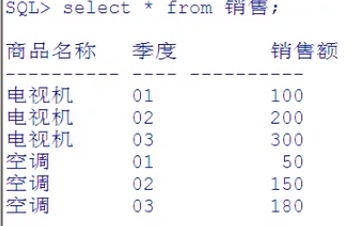 SQL> select * from 销售;
商品名称 季度 销售额
---------- ---- ----------
电视机 01 100
电视机 02 200
电视机 03 300
空调 01 50
空调 02 150
空调 03 180